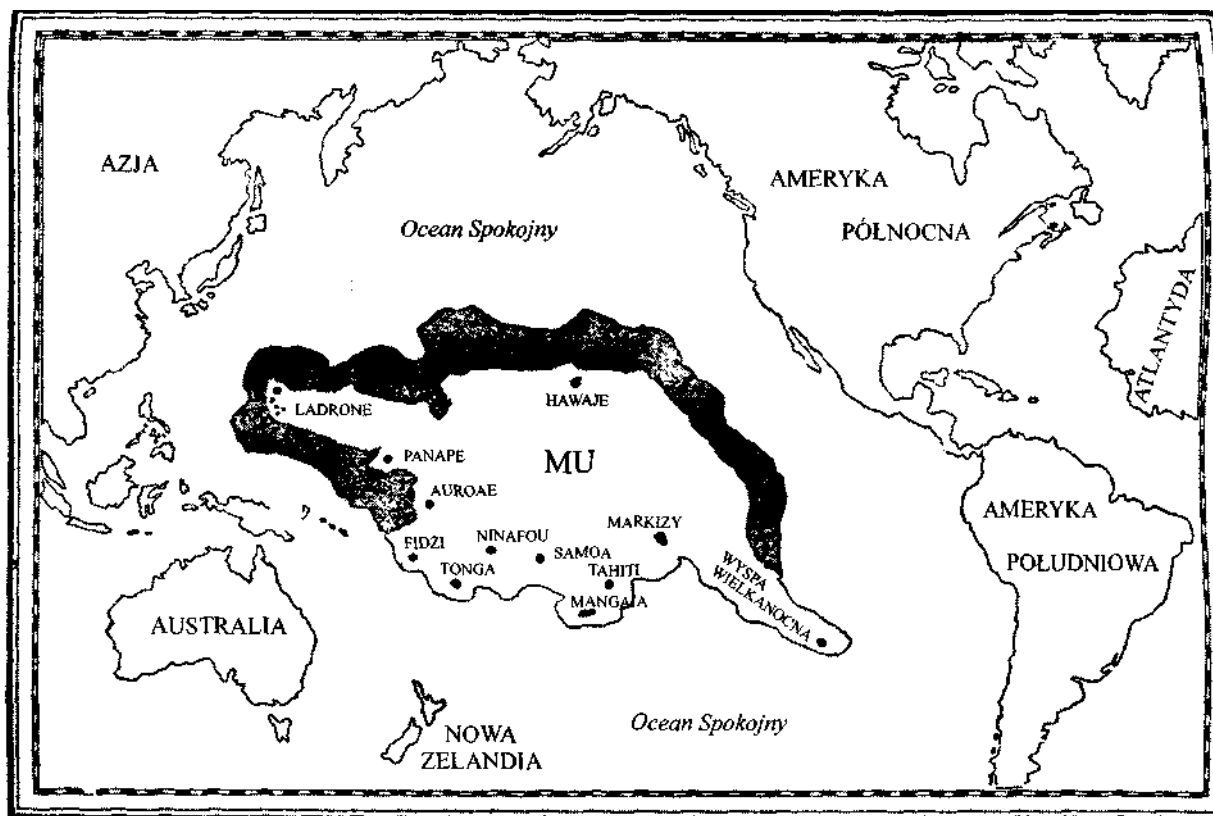 AZJA
AMERYKA
PÓŁNOCNA
Ocean Spokojny
ATLANTYDA
LADRONE
HAWAJE
PANAPE
MU
AUROAE
MARKIZY
AMERYKA
POŁUDNIOWA
FIDŻI
NINAFOU
SAMOA
TONGA
TAHITI
MANGAIA
WYSPA
WIELKANOCNA
AUSTRALIA
Ocean Spokojny
NOWA
ZELANDIA